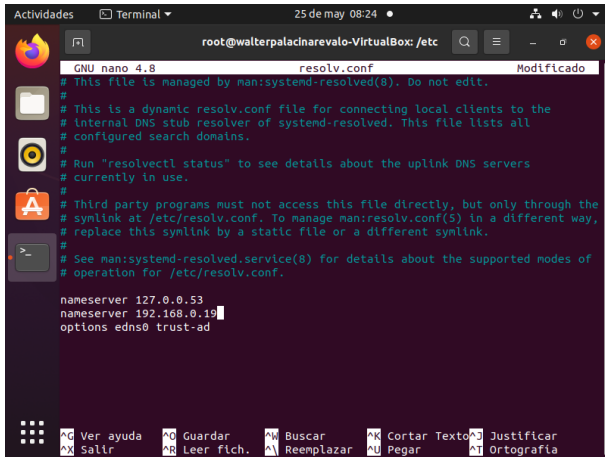 Actividades Terminal 25 de may 08:24
root@walterpalacinarevalo-VirtualBox: /etc
GNU nano 4.8 resolv.conf Modificado
# This file is managed by man:systemd-resolved(8). Do not edit.
#
# This is a dynamic resolv.conf file for connecting local clients to the
# internal DNS stub resolver of systemd-resolved. This file lists all
# configured search domains.
#
# Run "resolvectl status" to see details about the uplink DNS servers
# currently in use.
#
# Third party programs must not access this file directly, but only through the
# symlink at /etc/resolv.conf. To manage man:resolv.conf(5) in a different way,
# replace this symlink by a static file or a different symlink.
#
# See man:systemd-resolved.service(8) for details about the supported modes of
# operation for /etc/resolv.conf.
nameserver 127.0.0.53
nameserver 192.168.0.19
options edns0 trust-ad
^G Ver ayuda ^O Guardar ^W Buscar ^K Cortar Texto ^J Justificar
^X Salir ^R Leer fich. ^\ Reemplazar ^U Pegar ^T Ortografía